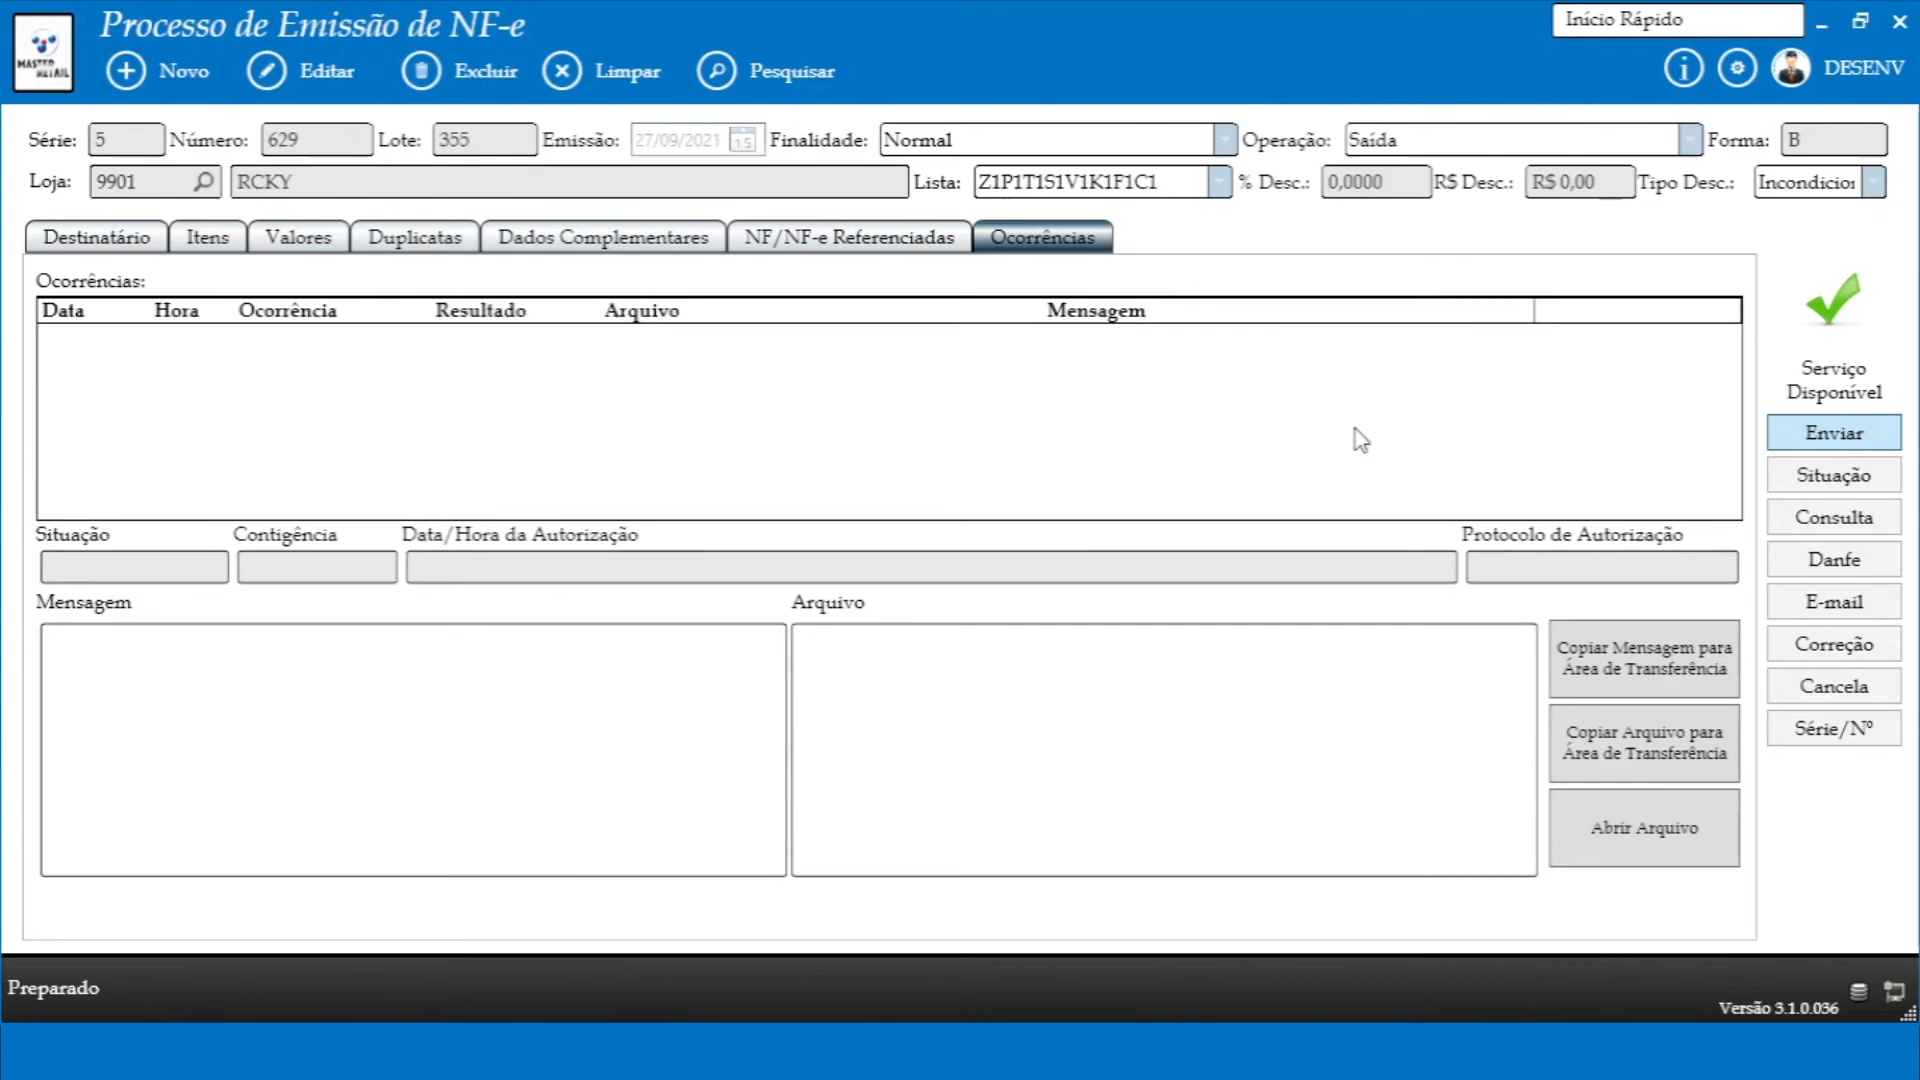 Processo de Emissão de NF-e
Início Rápido
MASTER RETAIL
Novo Editar Excluir Limpar Pesquisar
DESENV
Série: 5 Número: 629 Lote: 355 Emissão: 27/09/2021 15 Finalidade: Normal Operação: Saída Forma: B
Loja: 9901 RCKY Lista: Z1P1T1S1V1K1F1C1 % Desc.: 0,0000 R$ Desc.: R$ 0,00 Tipo Desc.: Incondicior
Destinatário Itens Valores Duplicatas Dados Complementares NF/NF-e Referenciadas Ocorrências
Ocorrências:
Data Hora Ocorrência Resultado Arquivo Mensagem
Serviço
Disponível
Enviar
Situação
Consulta
Danfe
E-mail
Correção
Cancela
Série/Nº
Situação Contigência Data/Hora da Autorização Protocolo de Autorização
Mensagem Arquivo
Copiar Mensagem para
Área de Transferência
Copiar Arquivo para
Área de Transferência
Abrir Arquivo
Preparado
Versão 3.1.0.036